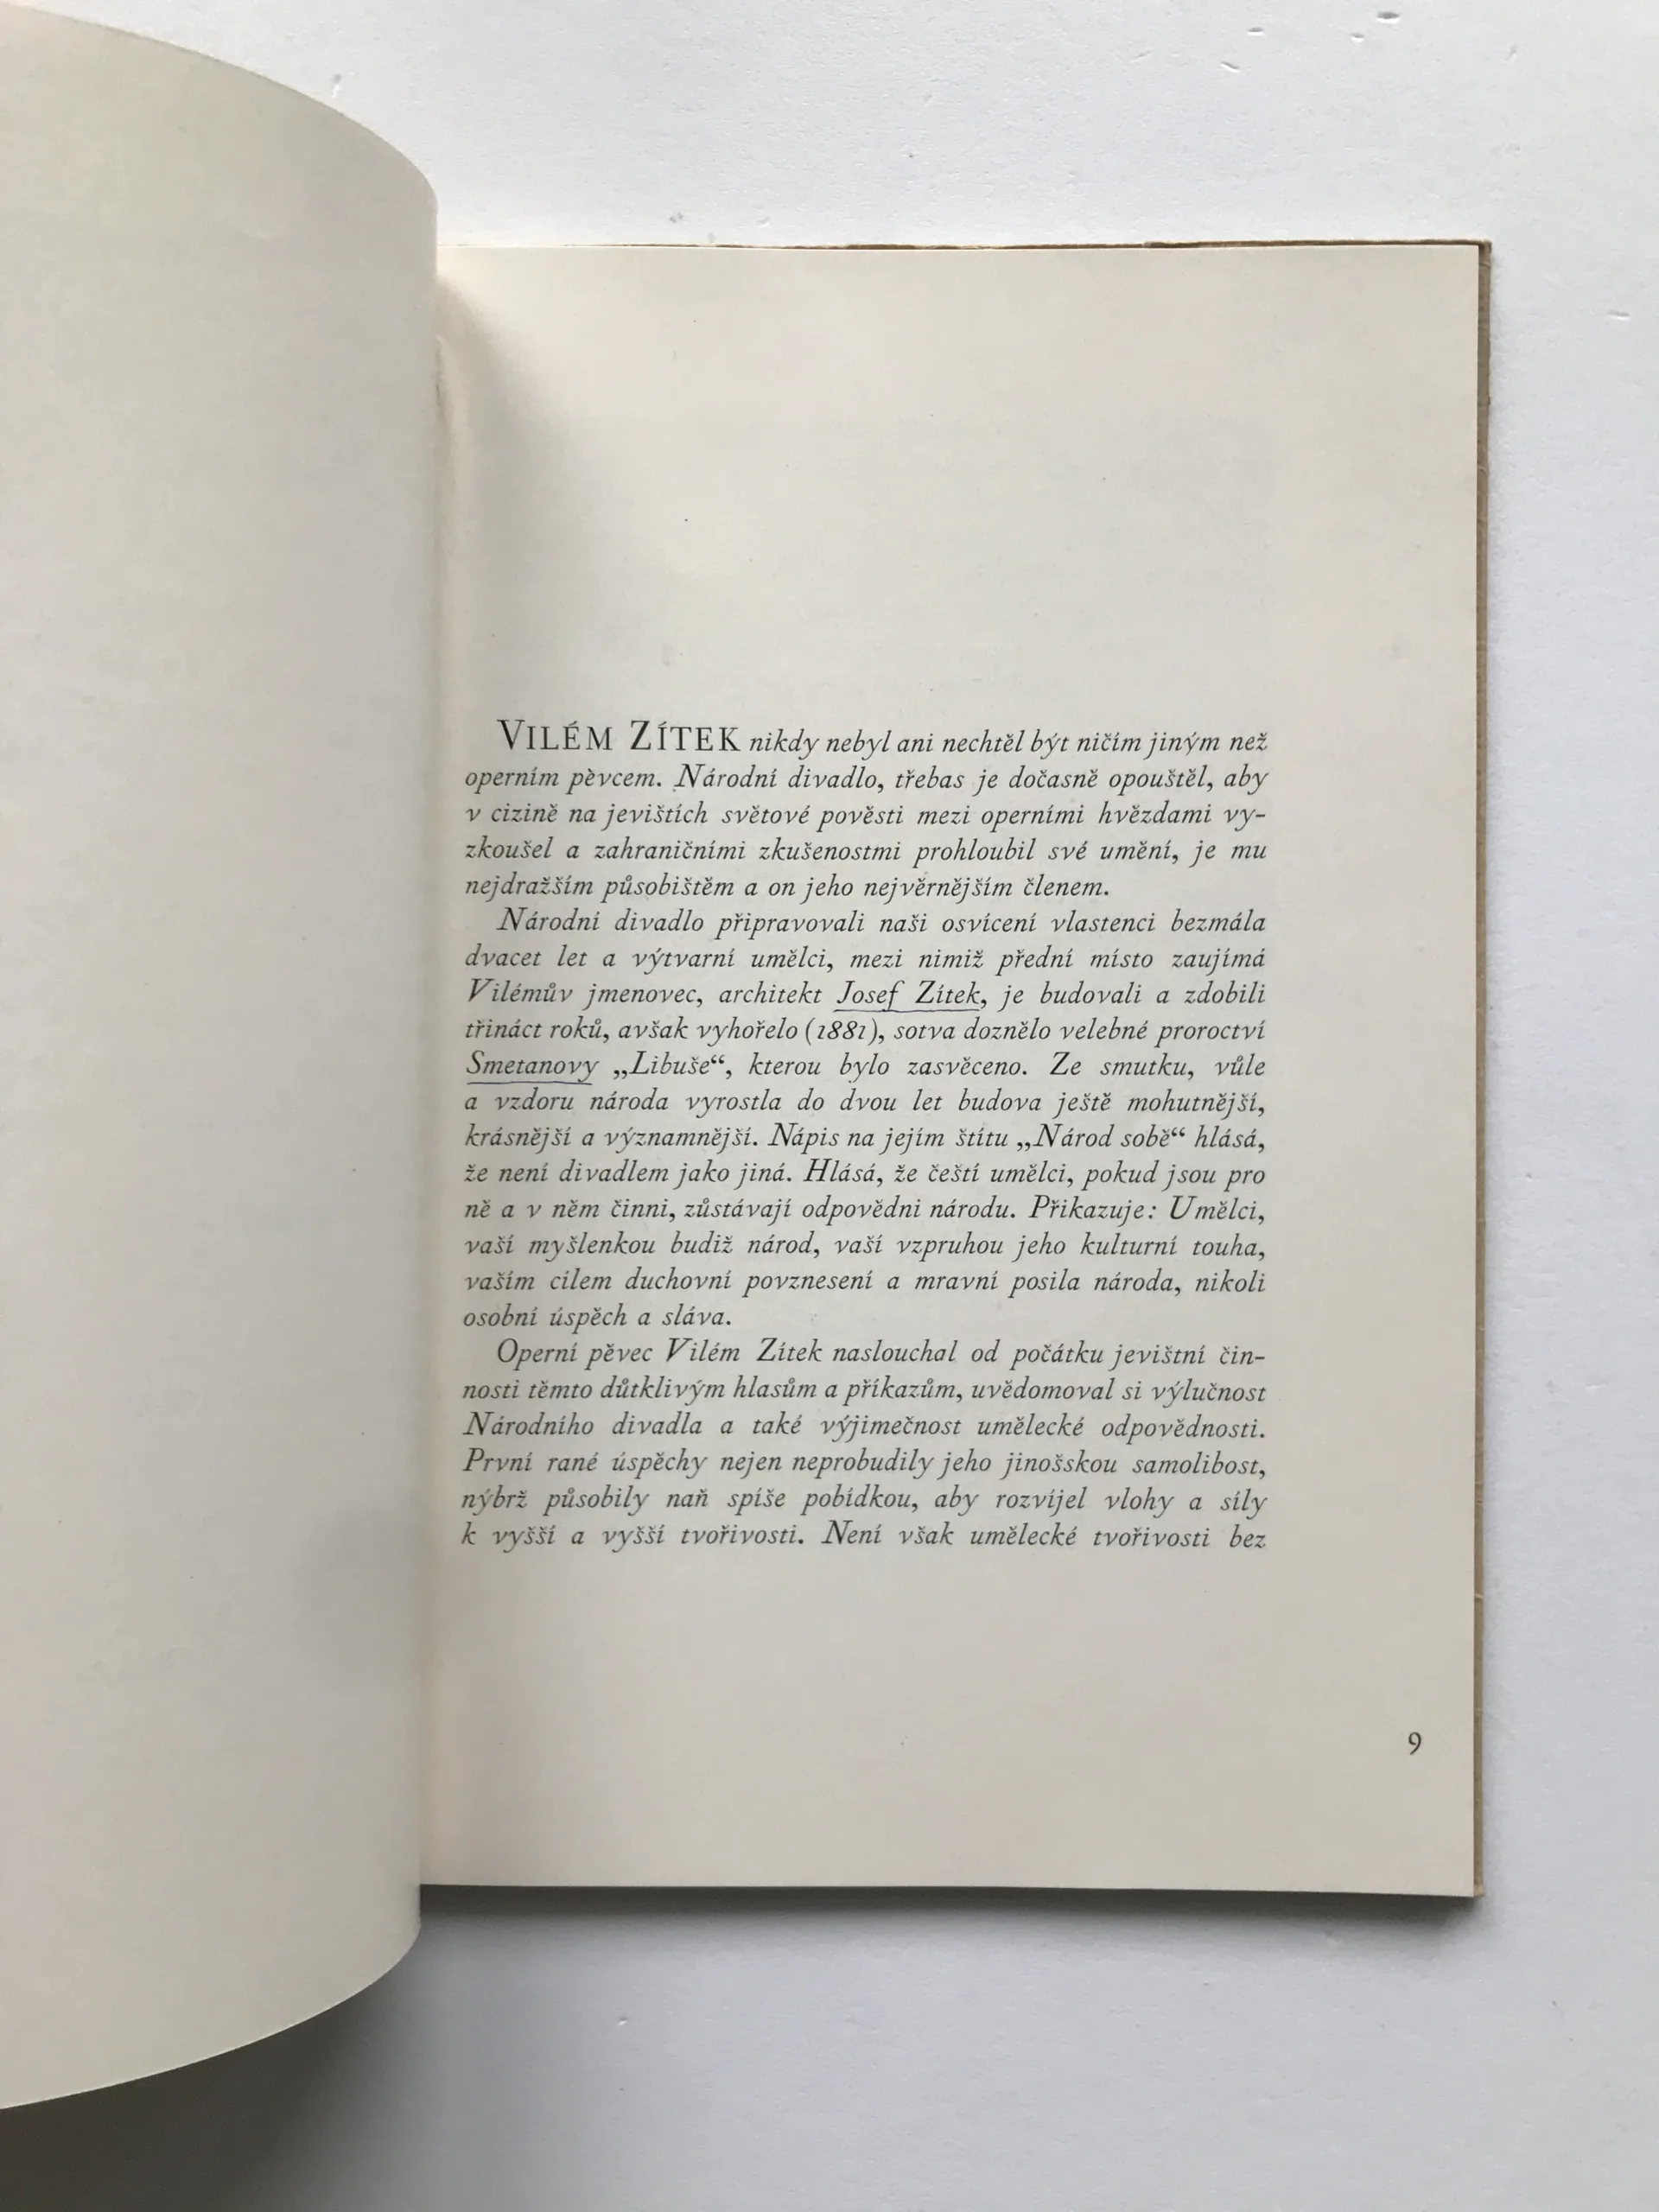 VILÉM ZÍTEK nikdy nebyl ani nechtěl být ničím jiným než
operním pěvcem. Národní divadlo, třebas je dočasně opouštěl, aby
v cizině na jevištích světové pověsti mezi operními hvězdami vy-
zkoušel a zahraničními zkušenostmi prohloubil své umění, je mu
nejdražším působištěm a on jeho nejvěrnějším členem.
Národní divadlo připravovali naši osvícení vlastenci bezmála
dvacet let a výtvarní umělci, mezi nimiž přední místo zaujímá
Vilémův jmenovec, architekt Josef Zítek, je budovali a zdobili
třináct roků, avšak vyhořelo (1881), sotva doznělo velebné proroctví
Smetanovy „Libuše“, kterou bylo zasvěceno. Ze smutku, vůle
a vzdoru národa vyrostla do dvou let budova ještě mohutnější,
krásnější a významnější. Nápis na jejím štítu „Národ sobě“ hlásá,
že není divadlem jako jiná. Hlásá, že čeští umělci, pokud jsou pro
ně a v něm činni, zůstávají odpovědni národu. Přikazuje: Umělci,
vaší myšlenkou budiž národ, vaší vzpruhou jeho kulturní touha,
vaším cílem duchovní povznesení a mravní posila národa, nikoli
osobní úspěch a sláva.
Operní pěvec Vilém Zítek naslouchal od počátku jevištní čin-
nosti těmto důtklivým hlasům a příkazům, uvědomoval si výlučnost
Národního divadla a také výjimečnost umělecké odpovědnosti.
První rané úspěchy nejen neprobudily jeho jinošskou samolibost,
nýbrž působily naň spíše pobídkou, aby rozvíjel vlohy a síly
k vyšší a vyšší tvořivosti. Není však umělecké tvořivosti bez
9